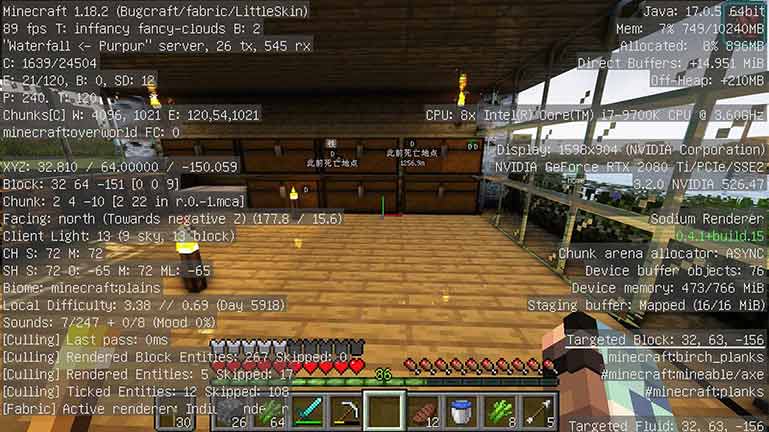 Minecraft 1.18.2 (Bugcraft/fabric/LittleSkin)
89 fps T: inffancy fancy-clouds B: 2
"Waterfall <- Purpur" server, 26 tx, 545 rx
C: 1639/24504
E: 21/120, B: 0, SD: 12
P: 240. T: 120
Chunks[C] W: 4096, 1021 E: 120,54,1021
minecraft:overworld FC: 0
XYZ: 32.810 / 64.00000 / -150.059
Block: 32 64 -151 [0 0 9]
Chunk: 2 4 -10 [2 22 in r.0.-1.mca]
Facing: north (Towards negative Z) (177.8 / 15.6)
Client Light: 13 (9 sky, 13 block)
CH S: 72 M: 72
SH S: 72 O: -65 M: 72 ML: -65
Biome: minecraft:plains
Local Difficulty: 3.38 // 0.69 (Day 5918)
Sounds: 7/247 + 0/8 (Mood 0%)
[Culling] Last pass: 0ms
[Culling] Rendered Block Entities: 267 Skipped: 0
[Culling] Rendered Entities: 5 Skipped: 17
[Culling] Ticked Entities: 12 Skipped: 108
[Fabric] Active renderer:
Java: 17.0.5 64bit
Mem: 7% 749/10240MB
Allocated: 8% 896MB
Direct Buffers: +14.951 MiB
Off-Heap: +210MB
CPU: 8x Intel(R) Core(TM) i7-9700K CPU @ 3.60GHz
Display: 1598x904 (NVIDIA Corporation)
NVIDIA GeForce RTX 2080 Ti/PCIe/SSE2
3.2.0 NVIDIA 526.47
Sodium Renderer
0.4.1+build.15
Chunk arena allocator: ASYNC
Device buffer objects: 76
Device memory: 473/766 MiB
Staging buffer: Mapped (16/16 MiB)
Targeted Block: 32, 63, -156
minecraft:birch_planks
#minecraft:mineable/axe
#minecraft:planks
Targeted Fluid: 32, 63, -156
D
此前死亡地点
D
此前死亡地点
1256.9m
D
86
30
26
64
12
8
5